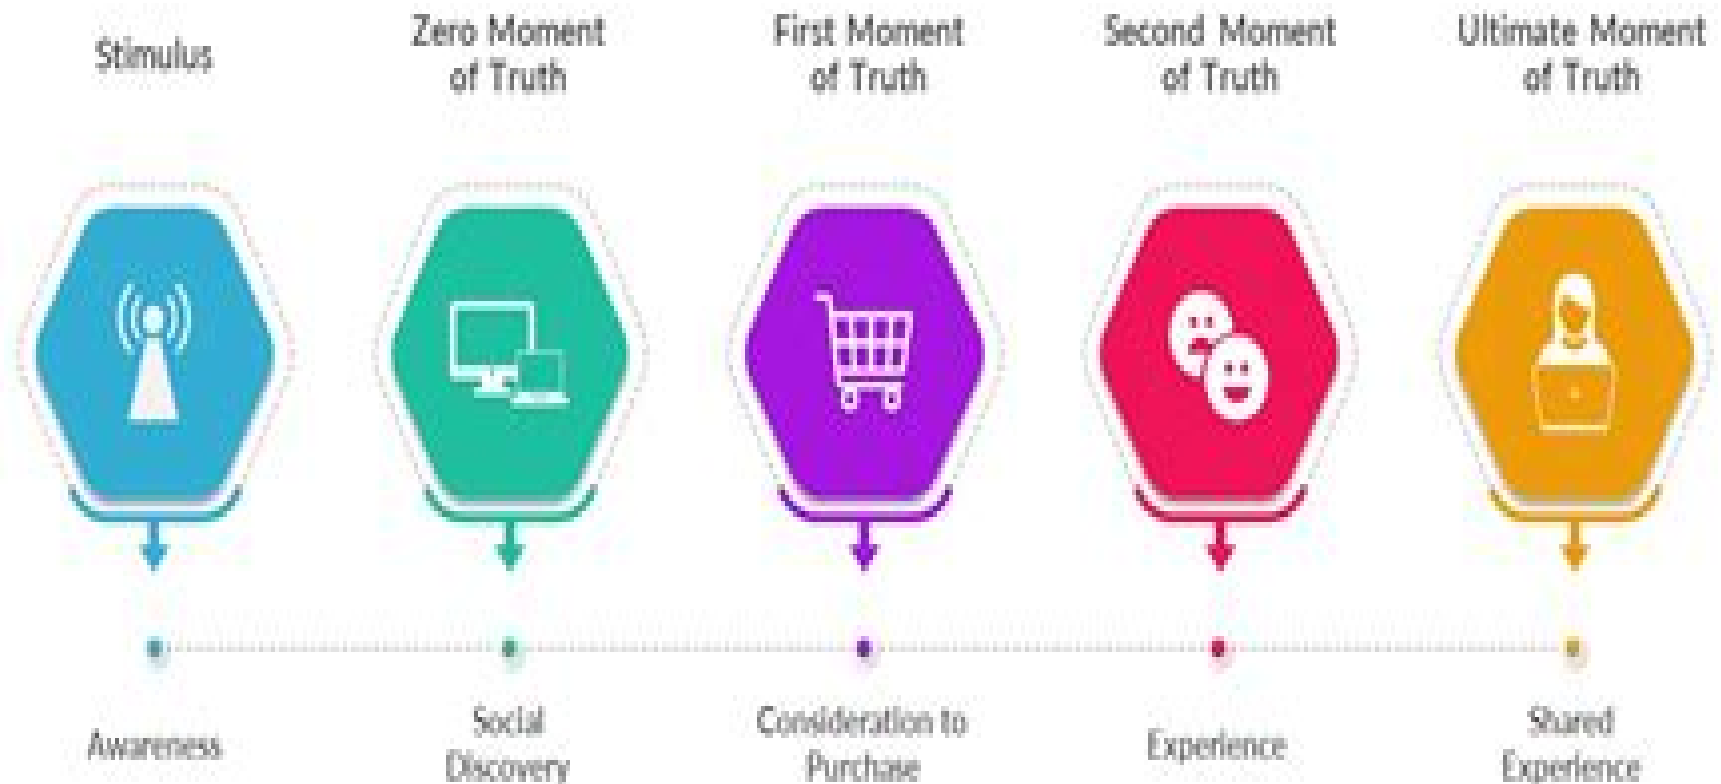 Stimulus
Zero Moment
of Truth
First Moment
of Truth
Second Moment
of Truth
Ultimate Moment
of Truth
Awareness
Social
Discovery
Consideration to
Purchase
Experience
Shared
Experience